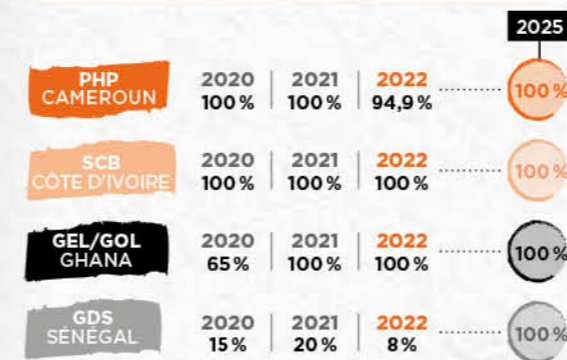 2025
PHP
CAMEROUN
2020 2021 2022
100 % 100 % 94,9 %
100 %
SCB
CÔTE D'IVOIRE
2020 2021 2022
100 % 100 % 100 %
100 %
GEL/GOL
GHANA
2020 2021 2022
65 % 100 % 100 %
100 %
GDS
SÉNÉGAL
2020 2021 2022
15 % 20 % 8 %
100 %